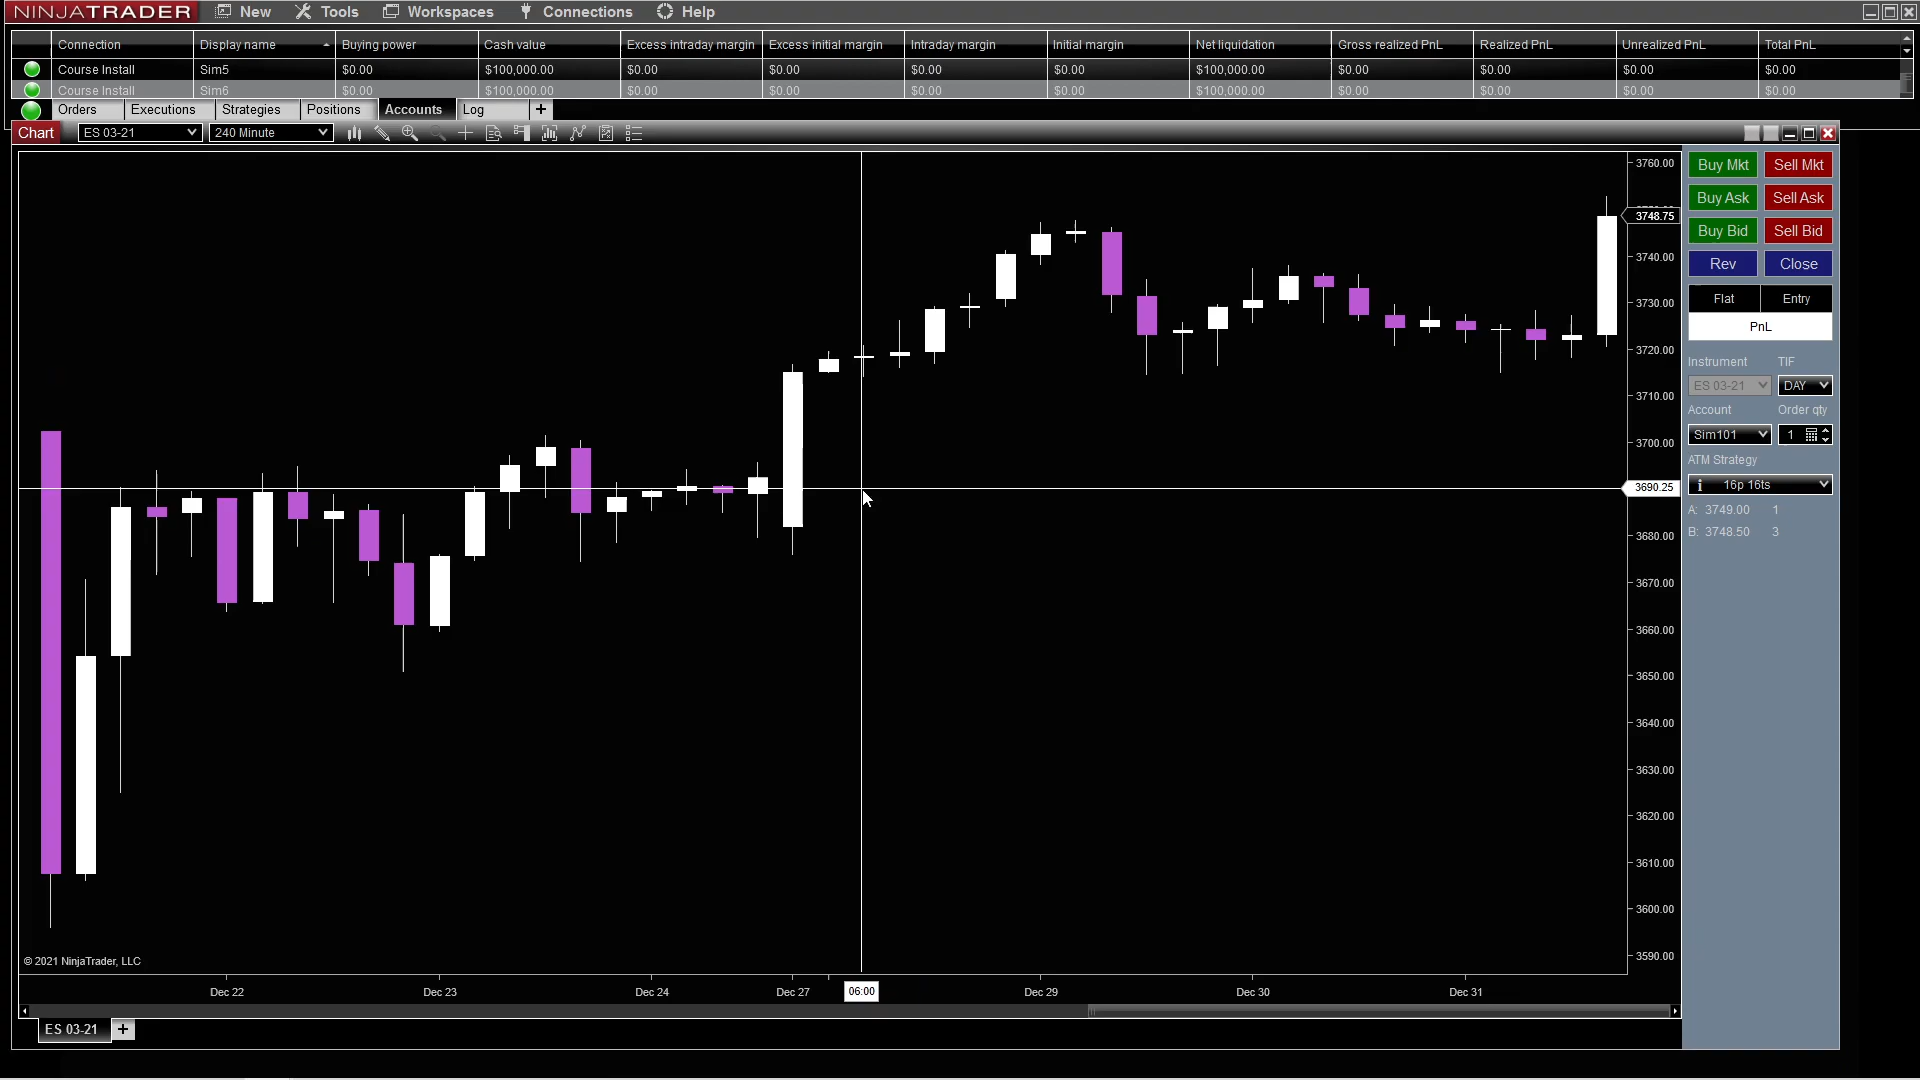 NINJATRADER New Tools Workspaces Connections Help
Connection Display name Buying power Cash value Excess intraday margin Excess initial margin Intraday margin Initial margin Net liquidation Gross realized PnL Realized PnL Unrealized PnL Total PnL
Course Install Sim5 $0.00 $100,000.00 $0.00 $0.00 $0.00 $0.00 $100,000.00 $0.00 $0.00 $0.00 $0.00
Course Install Sim6 $0.00 $100,000.00 $0.00 $0.00 $0.00 $0.00 $100,000.00 $0.00 $0.00 $0.00 $0.00
Orders Executions Strategies Positions Accounts Log +
Chart ES 03-21 240 Minute
3760.00
3748.75
3740.00
3730.00
3720.00
3710.00
3700.00
3690.25
3680.00
3670.00
3660.00
3650.00
3640.00
3630.00
3620.00
3610.00
3600.00
3590.00
Buy Mkt Sell Mkt
Buy Ask Sell Ask
Buy Bid Sell Bid
Rev Close
Flat Entry
PnL
Instrument TIF
ES 03-21 DAY
Account Order qty
Sim101 1
ATM Strategy
i 16p 16ts
A: 3749.00 1
B: 3748.50 3
© 2021 NinjaTrader, LLC
Dec 22 Dec 23 Dec 24 Dec 27 06:00 Dec 29 Dec 30 Dec 31
ES 03-21 +